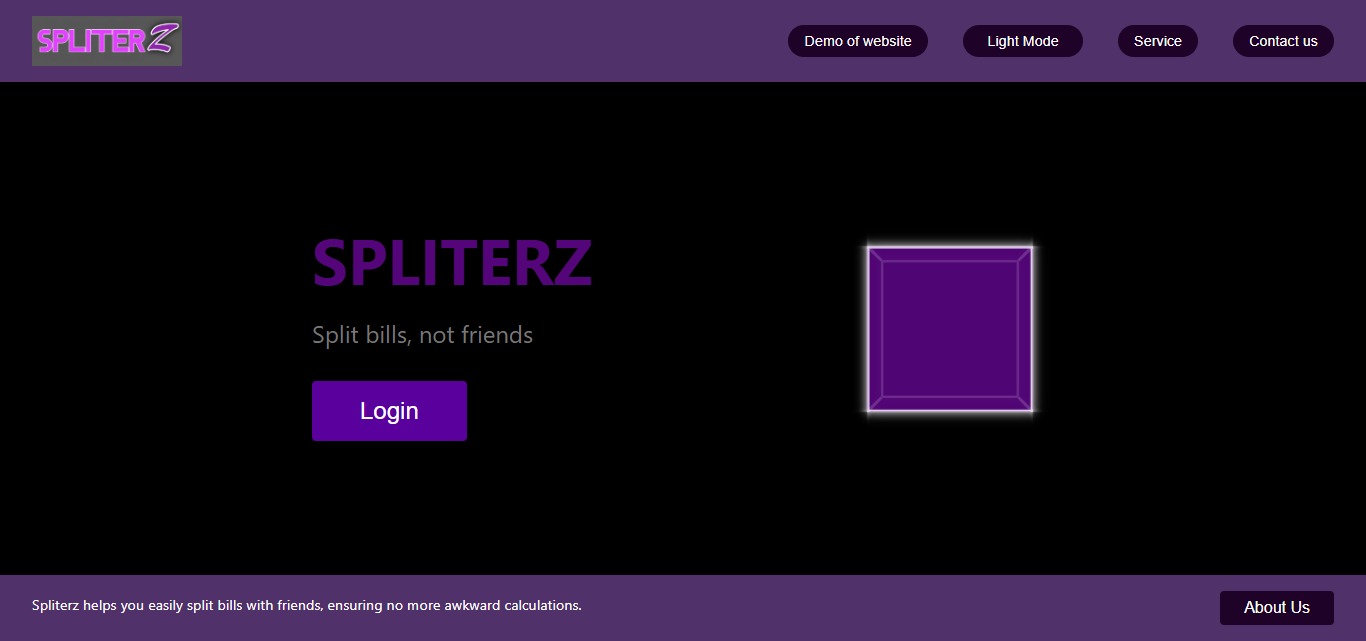 SPLITERZ
Demo of website
Light Mode
Service
Contact us
SPLITERZ
Split bills, not friends
Login
Spliterz helps you easily split bills with friends, ensuring no more awkward calculations.
About Us